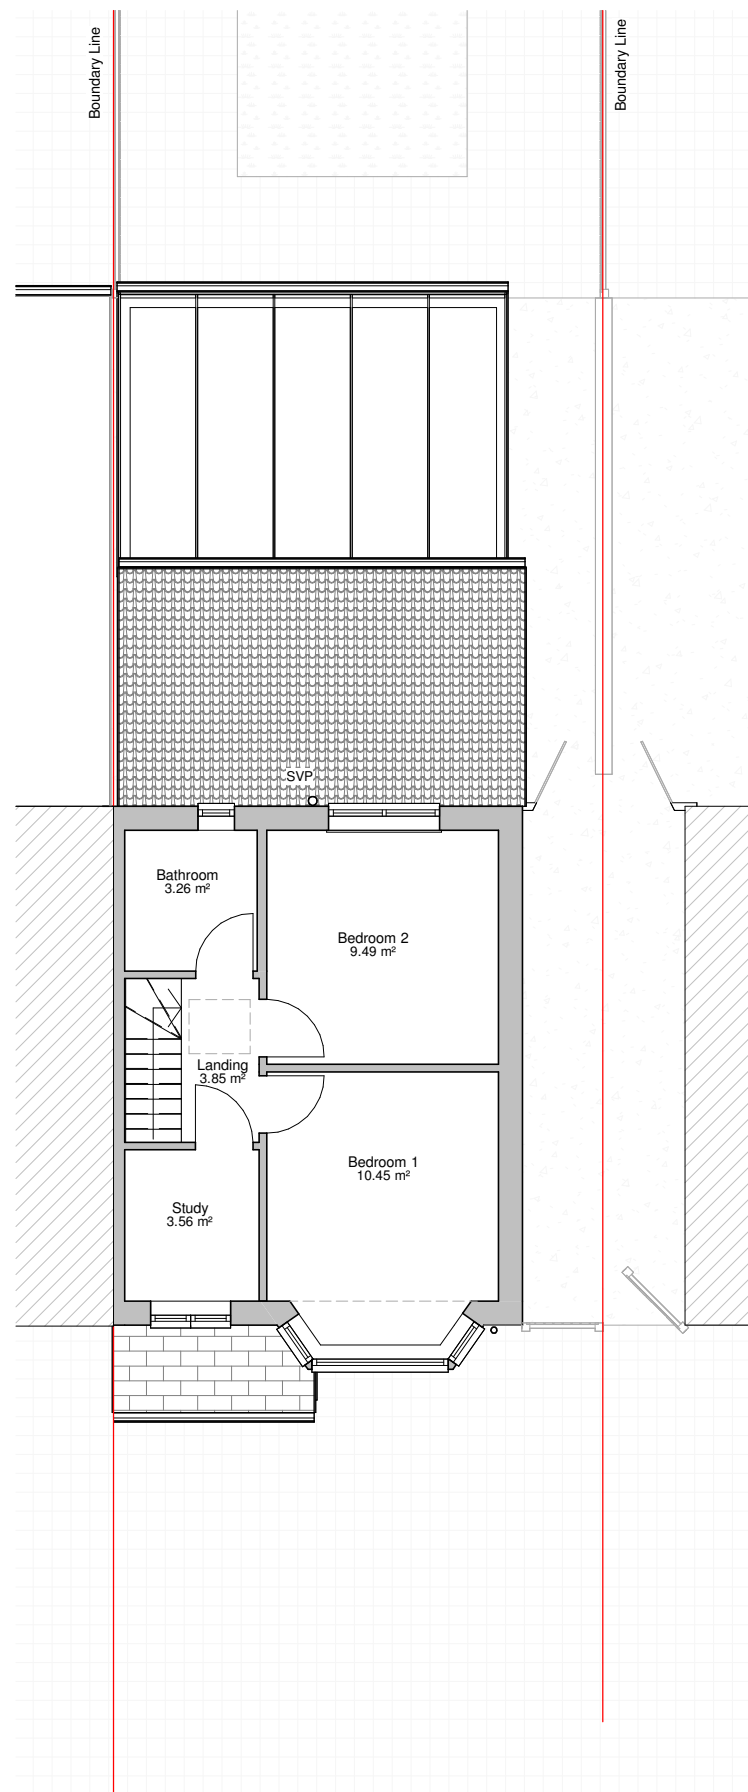 Boundary Line
Boundary Line
SVP
Bathroom
3.26 m²
Bedroom 2
9.49 m²
Landing
3.85 m²
Bedroom 1
10.45 m²
Study
3.56 m²